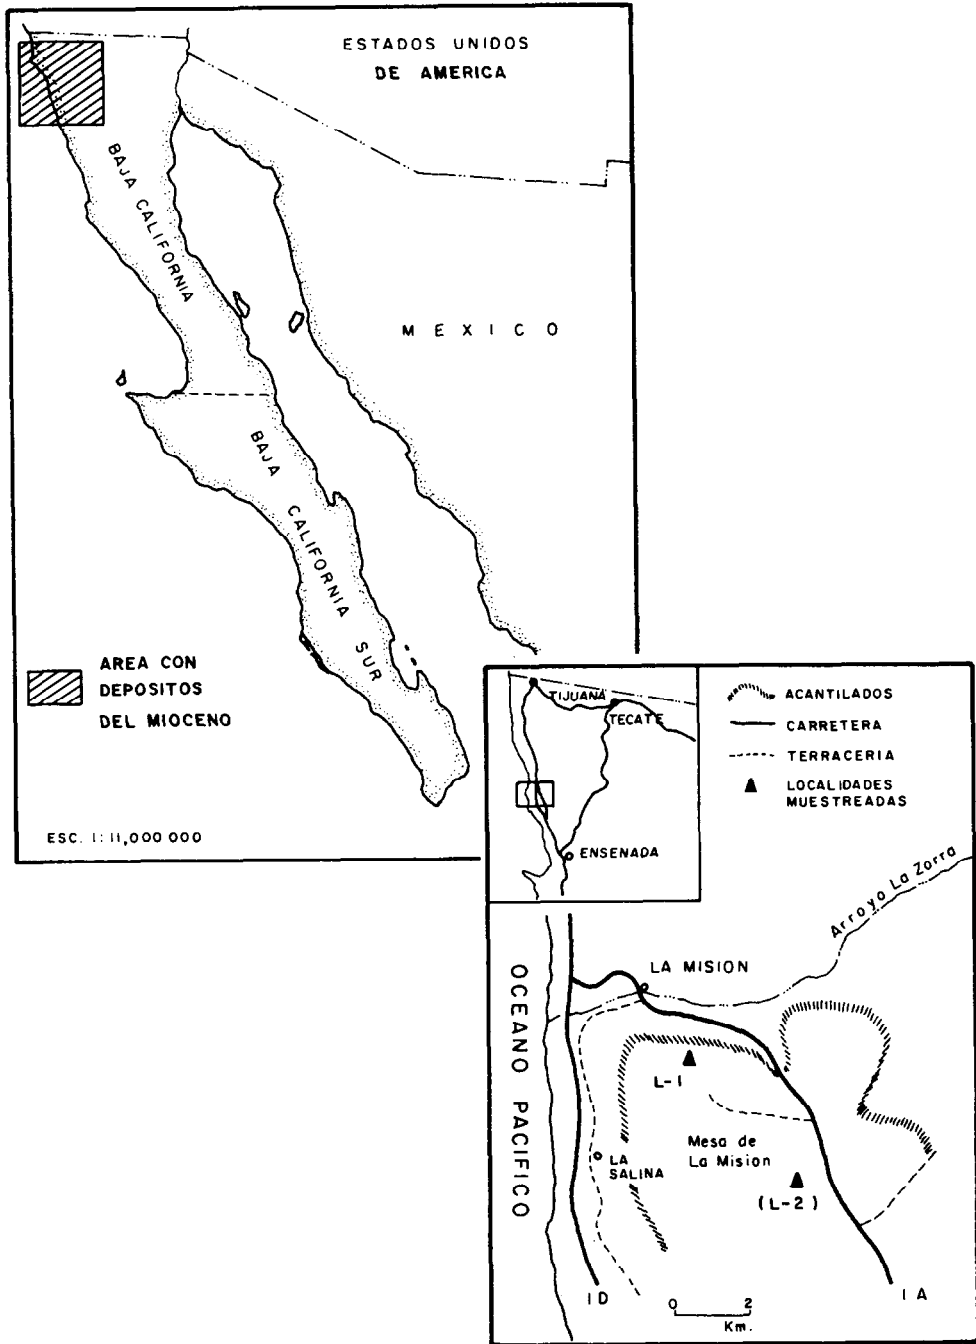 ESTADOS UNIDOS
DE AMERICA
BAJA CALIFORNIA
MEXICO
BAJA CALIFORNIA SUR
AREA CON
DEPOSITOS
DEL MIOCENO
ESC. 1:11,000 000
TIJUANA
TECATE
ENSENADA
ACANTILADOS
CARRETERA
TERRACERIA
LOCALIDADES
MUESTREADAS
Arroyo La Zorra
LA MISION
OCEANO PACIFICO
L-1
Mesa de
La Mision
LA
SALINA
(L-2)
1D
1A
0 2
Km.